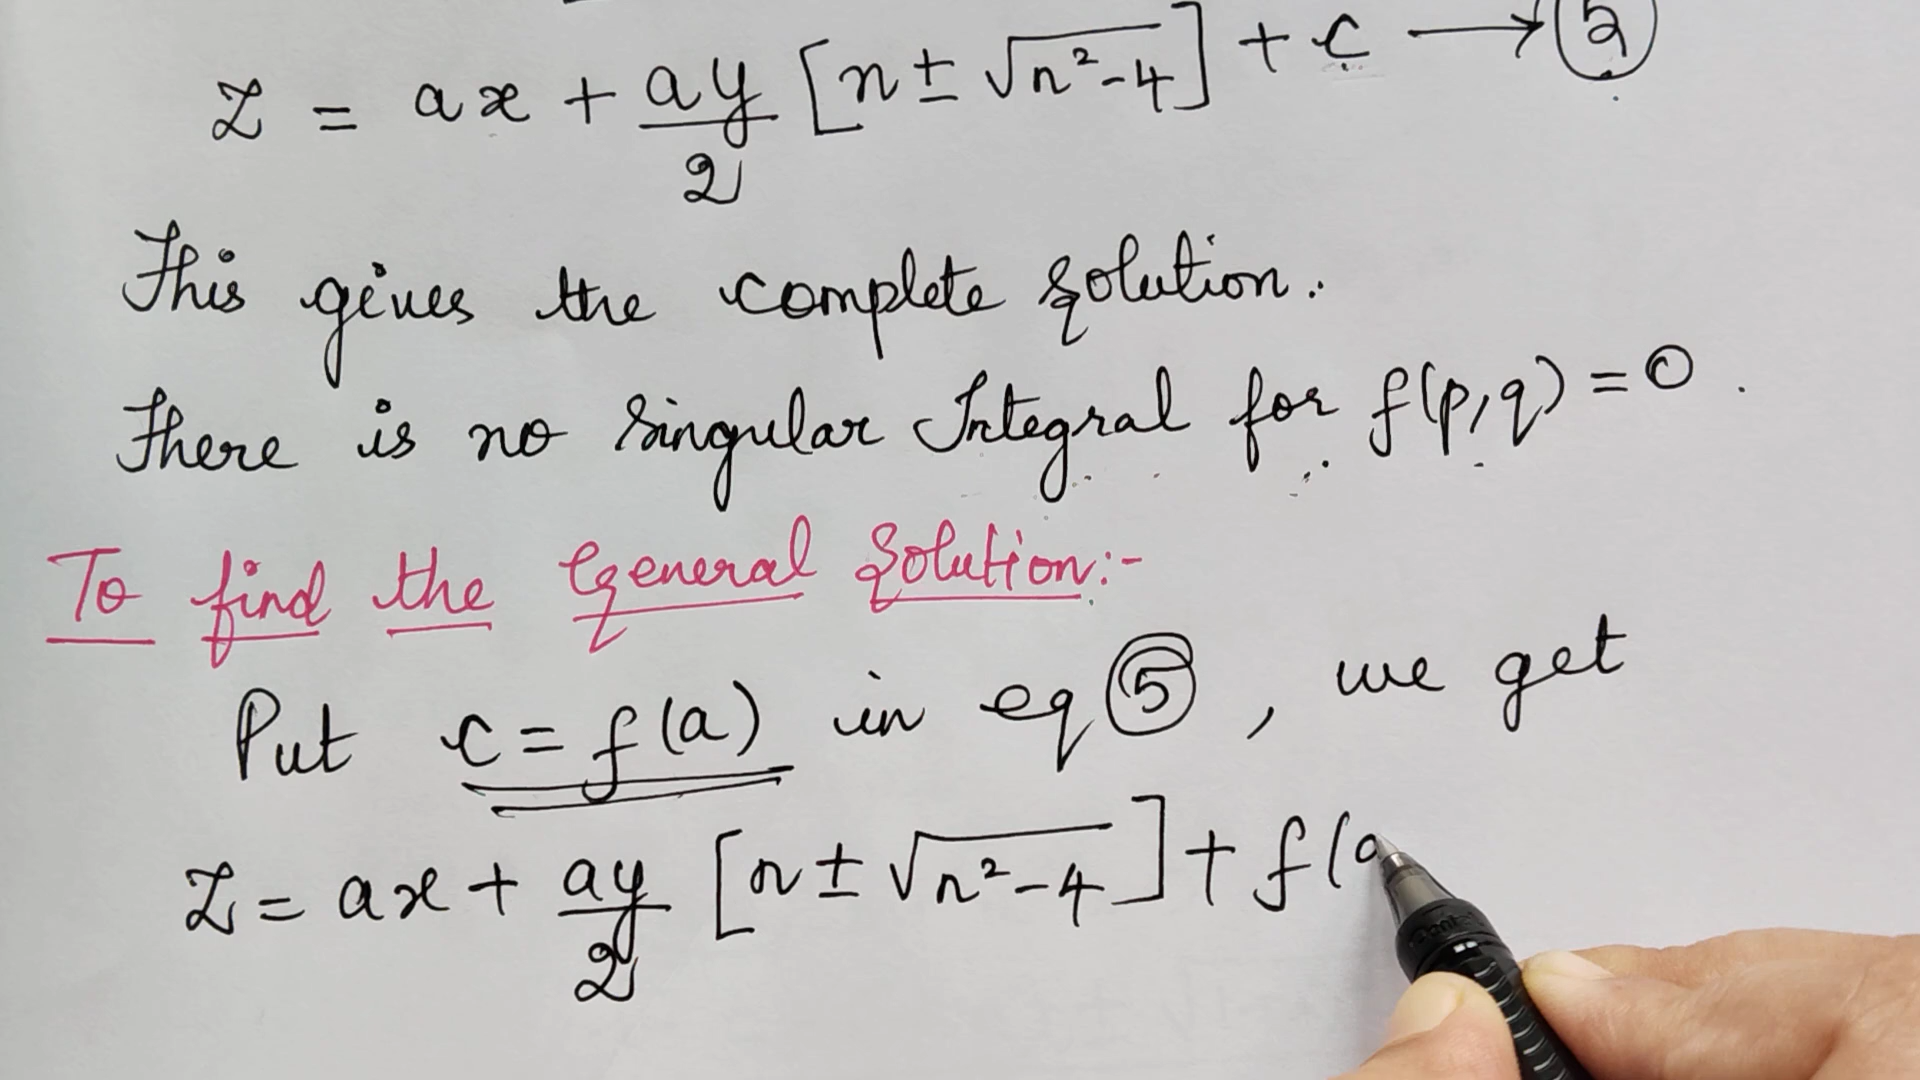 Z = ax + ay/2 [n ± √n²-4] + c → 5
This gives the complete solution.
There is no Singular Integral for f(p,q) = 0.
To find the General Solution:-
Put c = f(a) in eq 5, we get
Z = ax + ay/2 [n ± √n²-4] + f(a